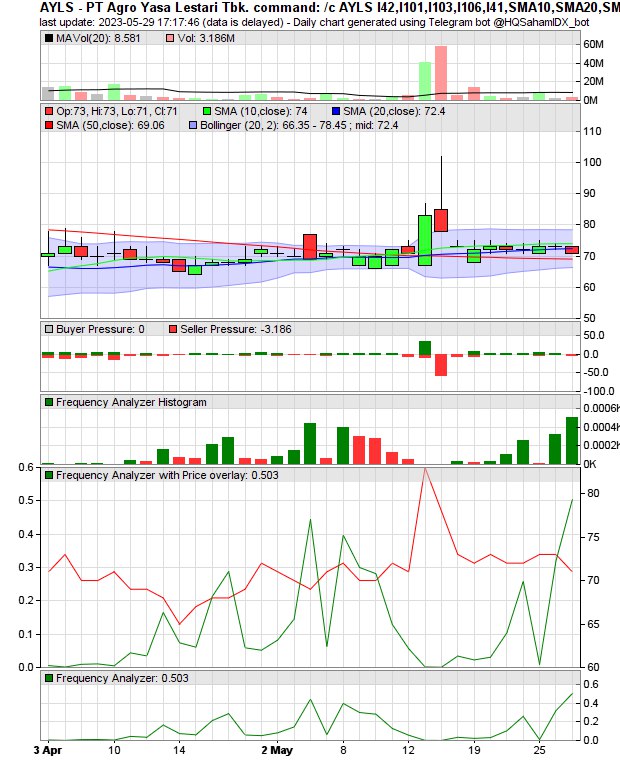 AYLS - PT Agro Yasa Lestari Tbk. command: /c AYLS I42,I101,I103,I106,I41,SMA10,SMA20,SM
last update: 2023-05-29 17:17:46 (data is delayed) - Daily chart generated using Telegram bot @HQSahamIDX_bot
MAVol(20): 8.581 Vol: 3.186M
60M
40M
20M
0M
Op:73, Hi:73, Lo:71, Cl:71 SMA (10,close): 74 SMA (20,close): 72.4
SMA (50,close): 69.06 Bollinger (20, 2): 66.35 - 78.45 ; mid: 72.4
110
100
90
80
70
60
50
Buyer Pressure: 0 Seller Pressure: -3.186
50.0
0.0
-50.0
-100.0
Frequency Analyzer Histogram
0.0006K
0.0004K
0.0002K
0K
Frequency Analyzer with Price overlay: 0.503
0.6
0.5
0.4
0.3
0.2
0.1
0.0
80
75
70
65
60
Frequency Analyzer: 0.503
0.6
0.4
0.2
0.0
3 Apr 10 14 2 May 8 12 19 25